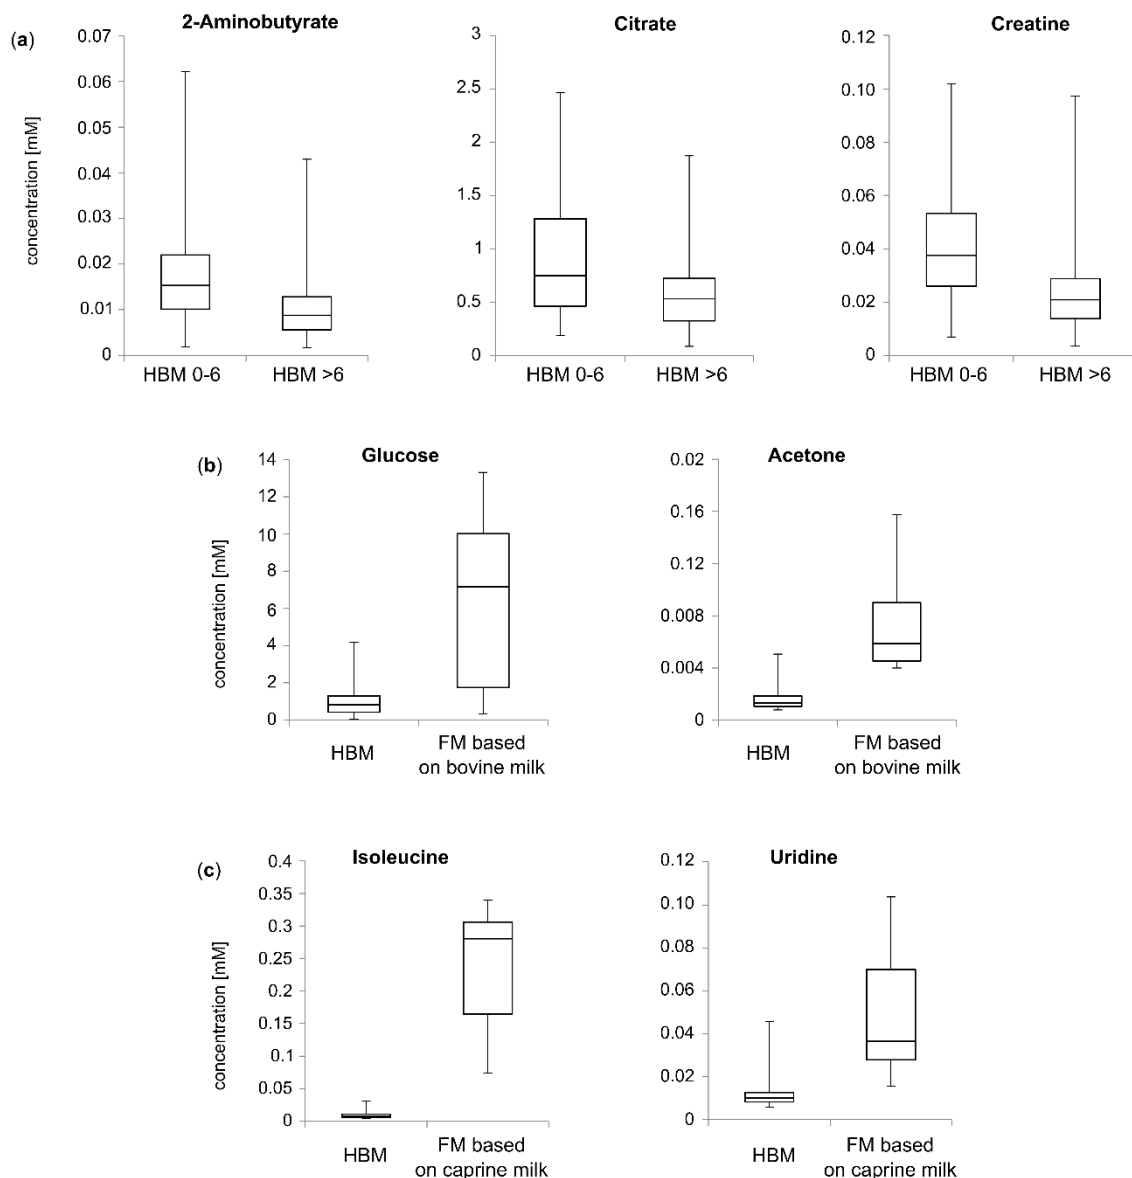 (a)
2-Aminobutyrate
concentration [mM]
0.07
0.06
0.05
0.04
0.03
0.02
0.01
0
HBM 0-6
HBM >6
Citrate
3
2.5
2
1.5
1
0.5
0
HBM 0-6
HBM >6
Creatine
0.12
0.10
0.08
0.06
0.04
0.02
0
HBM 0-6
HBM >6
(b)
Glucose
concentration [mM]
14
12
10
8
6
4
2
0
HBM
FM based
on bovine milk
Acetone
0.02
0.16
0.12
0.008
0.004
0
HBM
FM based
on bovine milk
(c)
Isoleucine
concentration [mM]
0.4
0.35
0.3
0.25
0.2
0.15
0.1
0.05
0
HBM
FM based
on caprine milk
Uridine
0.12
0.10
0.08
0.06
0.04
0.02
0
HBM
FM based
on caprine milk